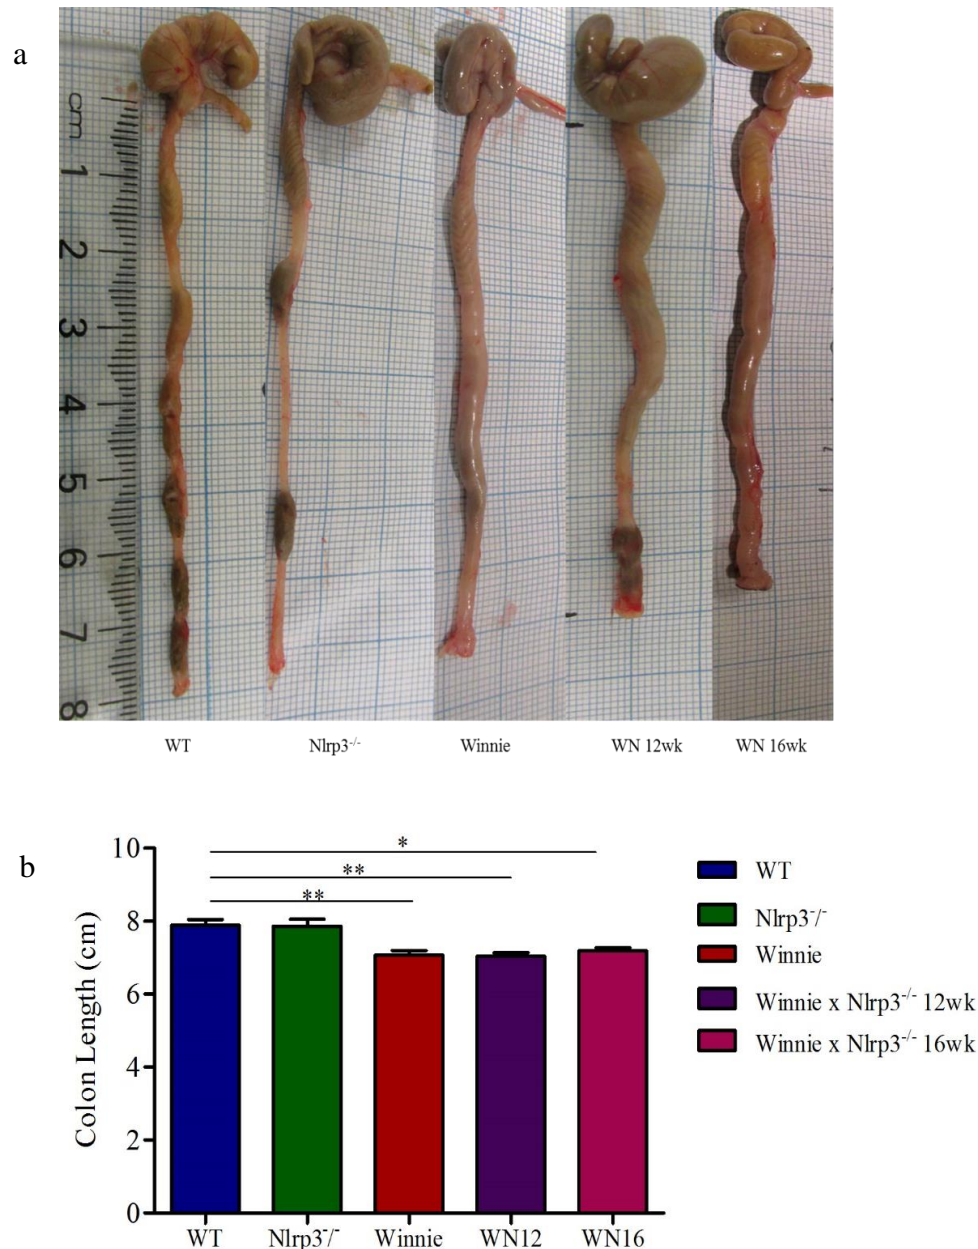 a
cm
1
2
3
4
5
6
7
8
WT
Nlrp3⁻/⁻
Winnie
WN 12wk
WN 16wk
b
Colon Length (cm)
10
8
6
4
2
0
*
**
**
WT
Nlrp3⁻/⁻
Winnie
WN12
WN16
WT
Nlrp3⁻/⁻
Winnie
Winnie x Nlrp3⁻/⁻ 12wk
Winnie x Nlrp3⁻/⁻ 16wk